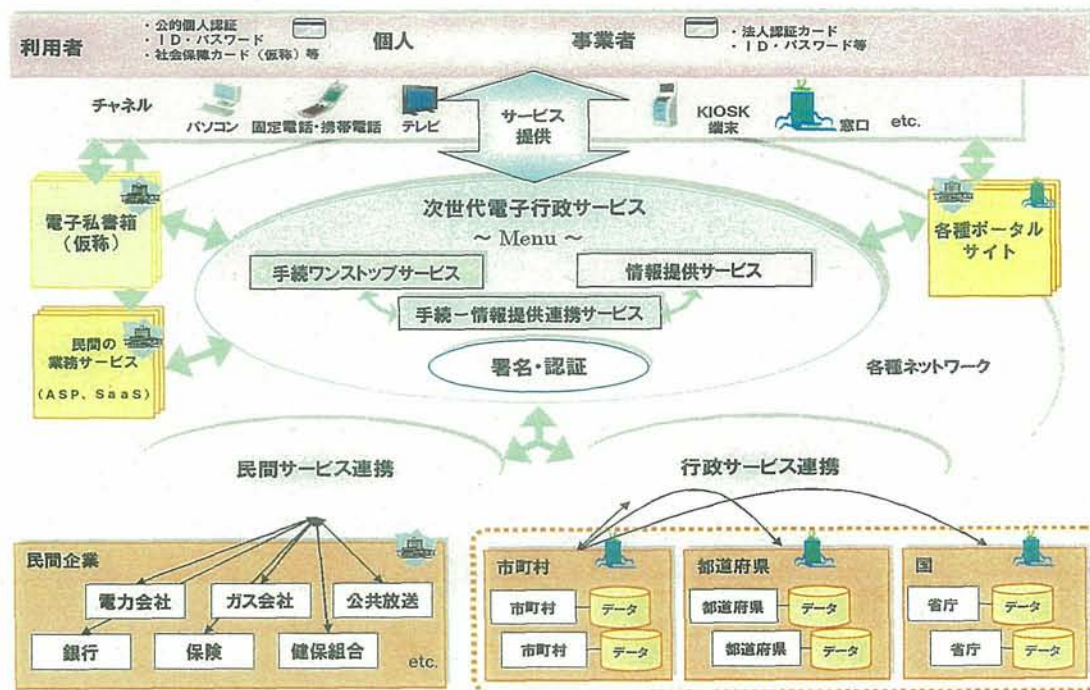 利用者
・公的個人認証
・ID・パスワード
・社会保障カード（仮称）等
個人
事業者
・法人認証カード
・ID・パスワード等
チャネル
パソコン
固定電話・携帯電話
テレビ
サービス
提供
KIOSK
端末
窓口
etc.
電子私書箱
（仮称）
次世代電子行政サービス
～ Menu ～
各種ポータル
サイト
手続ワンストップサービス
情報提供サービス
手続－情報提供連携サービス
民間の
業務サービス
（ASP、SaaS）
署名・認証
各種ネットワーク
民間サービス連携
行政サービス連携
民間企業
電力会社
ガス会社
公共放送
銀行
保険
健保組合
etc.
市町村
市町村
データ
市町村
データ
都道府県
都道府県
データ
都道府県
データ
国
省庁
データ
省庁
データ